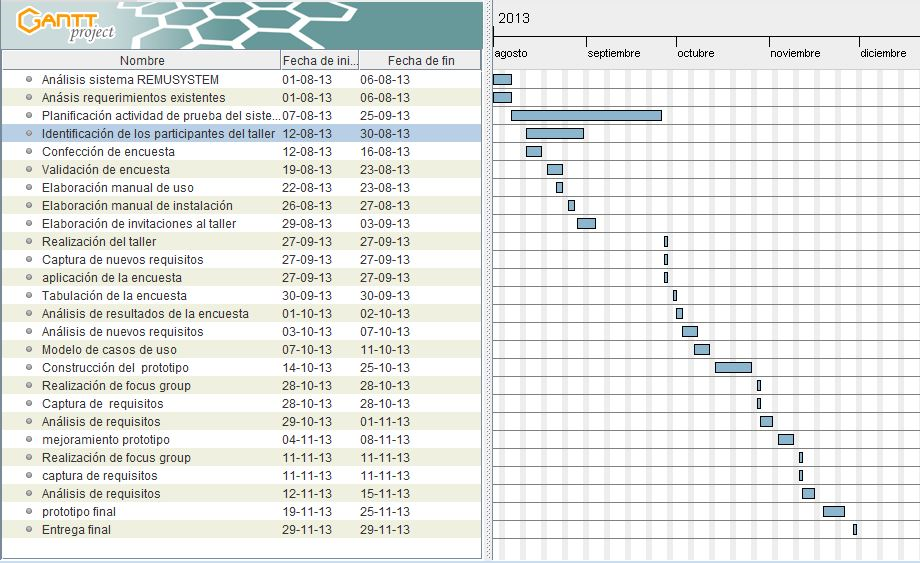 GANTT
project
2013
agosto septiembre octubre noviembre diciembre
Nombre Fecha de ini... Fecha de fin
Análisis sistema REMUSYSTEM 01-08-13 06-08-13
Anásis requerimientos existentes 01-08-13 06-08-13
Planificación actividad de prueba del siste... 07-08-13 25-09-13
Identificación de los participantes del taller 12-08-13 30-08-13
Confección de encuesta 12-08-13 16-08-13
Validación de encuesta 19-08-13 23-08-13
Elaboración manual de uso 22-08-13 23-08-13
Elaboración manual de instalación 26-08-13 27-08-13
Elaboración de invitaciones al taller 29-08-13 03-09-13
Realización del taller 27-09-13 27-09-13
Captura de nuevos requisitos 27-09-13 27-09-13
aplicación de la encuesta 27-09-13 27-09-13
Tabulación de la encuesta 30-09-13 30-09-13
Análisis de resultados de la encuesta 01-10-13 02-10-13
Análisis de nuevos requisitos 03-10-13 07-10-13
Modelo de casos de uso 07-10-13 11-10-13
Construcción del prototipo 14-10-13 25-10-13
Realización de focus group 28-10-13 28-10-13
Captura de requisitos 28-10-13 28-10-13
Análisis de requisitos 29-10-13 01-11-13
mejoramiento prototipo 04-11-13 08-11-13
Realización de focus group 11-11-13 11-11-13
captura de requisitos 11-11-13 11-11-13
Análisis de requisitos 12-11-13 15-11-13
prototipo final 19-11-13 25-11-13
Entrega final 29-11-13 29-11-13